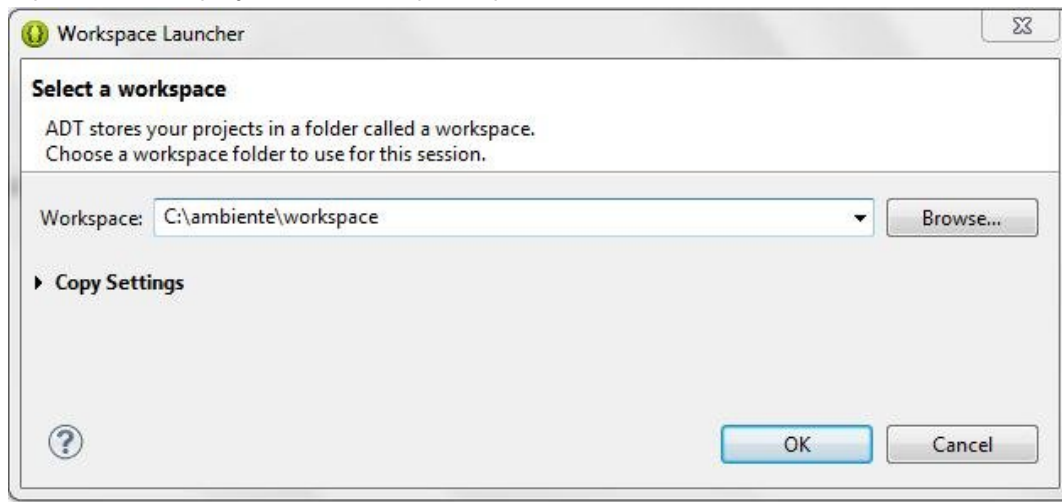 Workspace Launcher
Select a workspace
ADT stores your projects in a folder called a workspace.
Choose a workspace folder to use for this session.
Workspace: C:\ambiente\workspace Browse...
Copy Settings
? OK Cancel